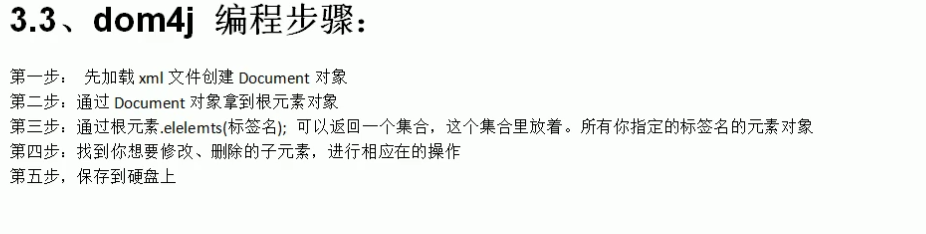 3.3、dom4j 编程步骤：
第一步： 先加载 xml 文件创建 Document 对象
第二步：通过 Document 对象拿到根元素对象
第三步：通过根元素.elelemts(标签名); 可以返回一个集合，这个集合里放着。所有你指定的标签名的元素对象
第四步：找到你想要修改、删除的子元素，进行相应在的操作
第五步，保存到硬盘上